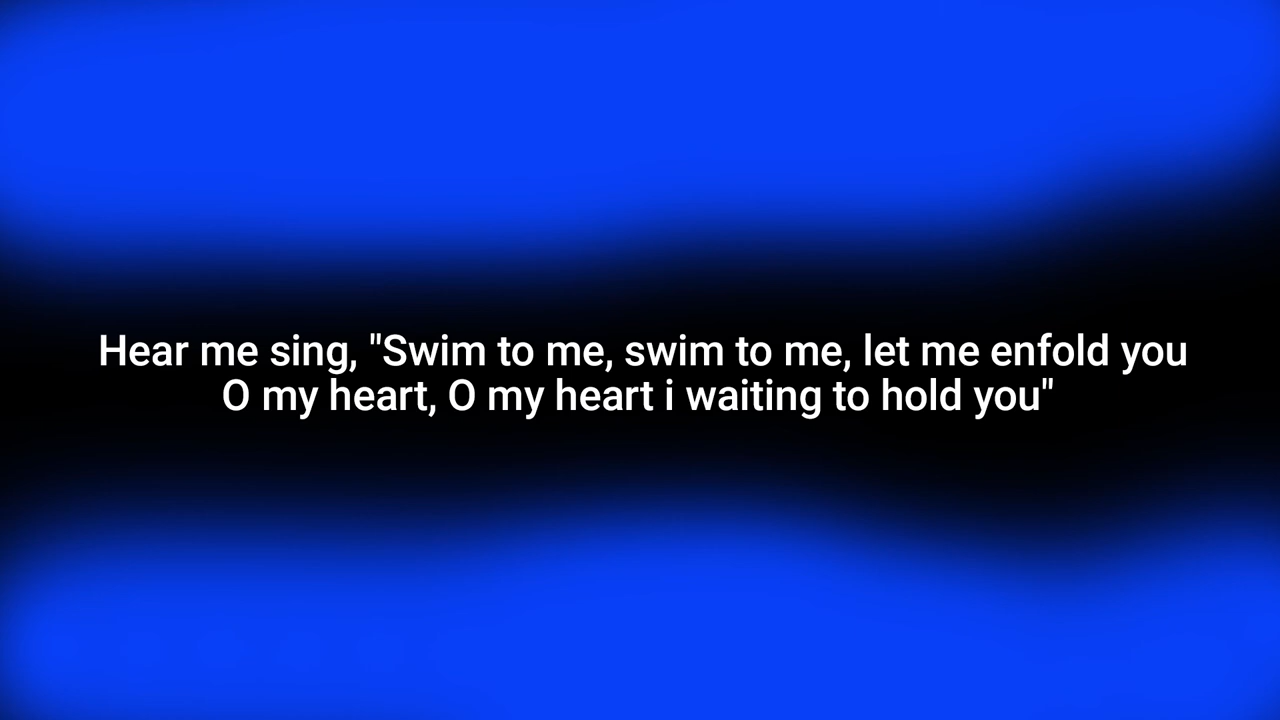 Hear me sing, "Swim to me, swim to me, let me enfold you
O my heart, O my heart i waiting to hold you"